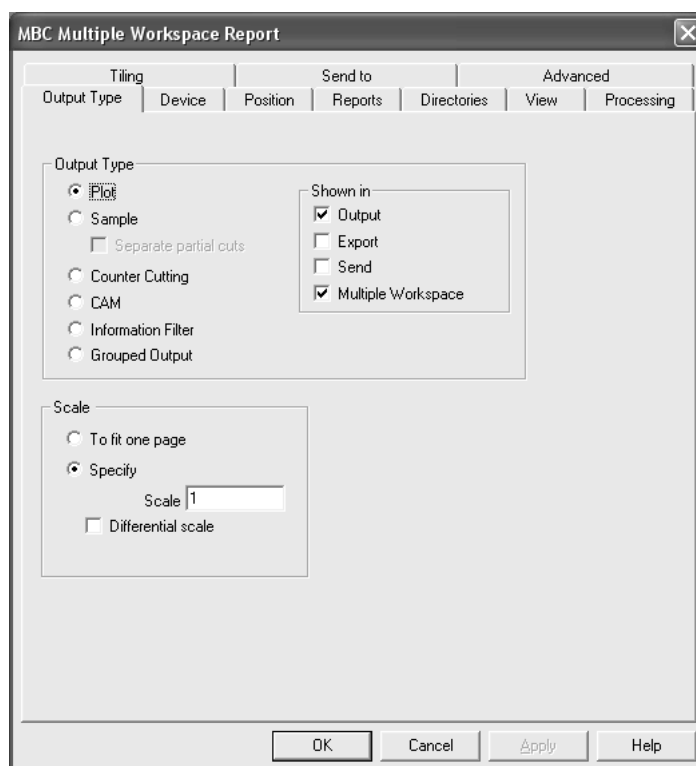 MBC Multiple Workspace Report
Tiling Send to Advanced
Output Type Device Position Reports Directories View Processing
Output Type
Plot
Sample
Separate partial cuts
Counter Cutting
CAM
Information Filter
Grouped Output
Shown in
Output
Export
Send
Multiple Workspace
Scale
To fit one page
Specify
Scale 1
Differential scale
OK Cancel Apply Help